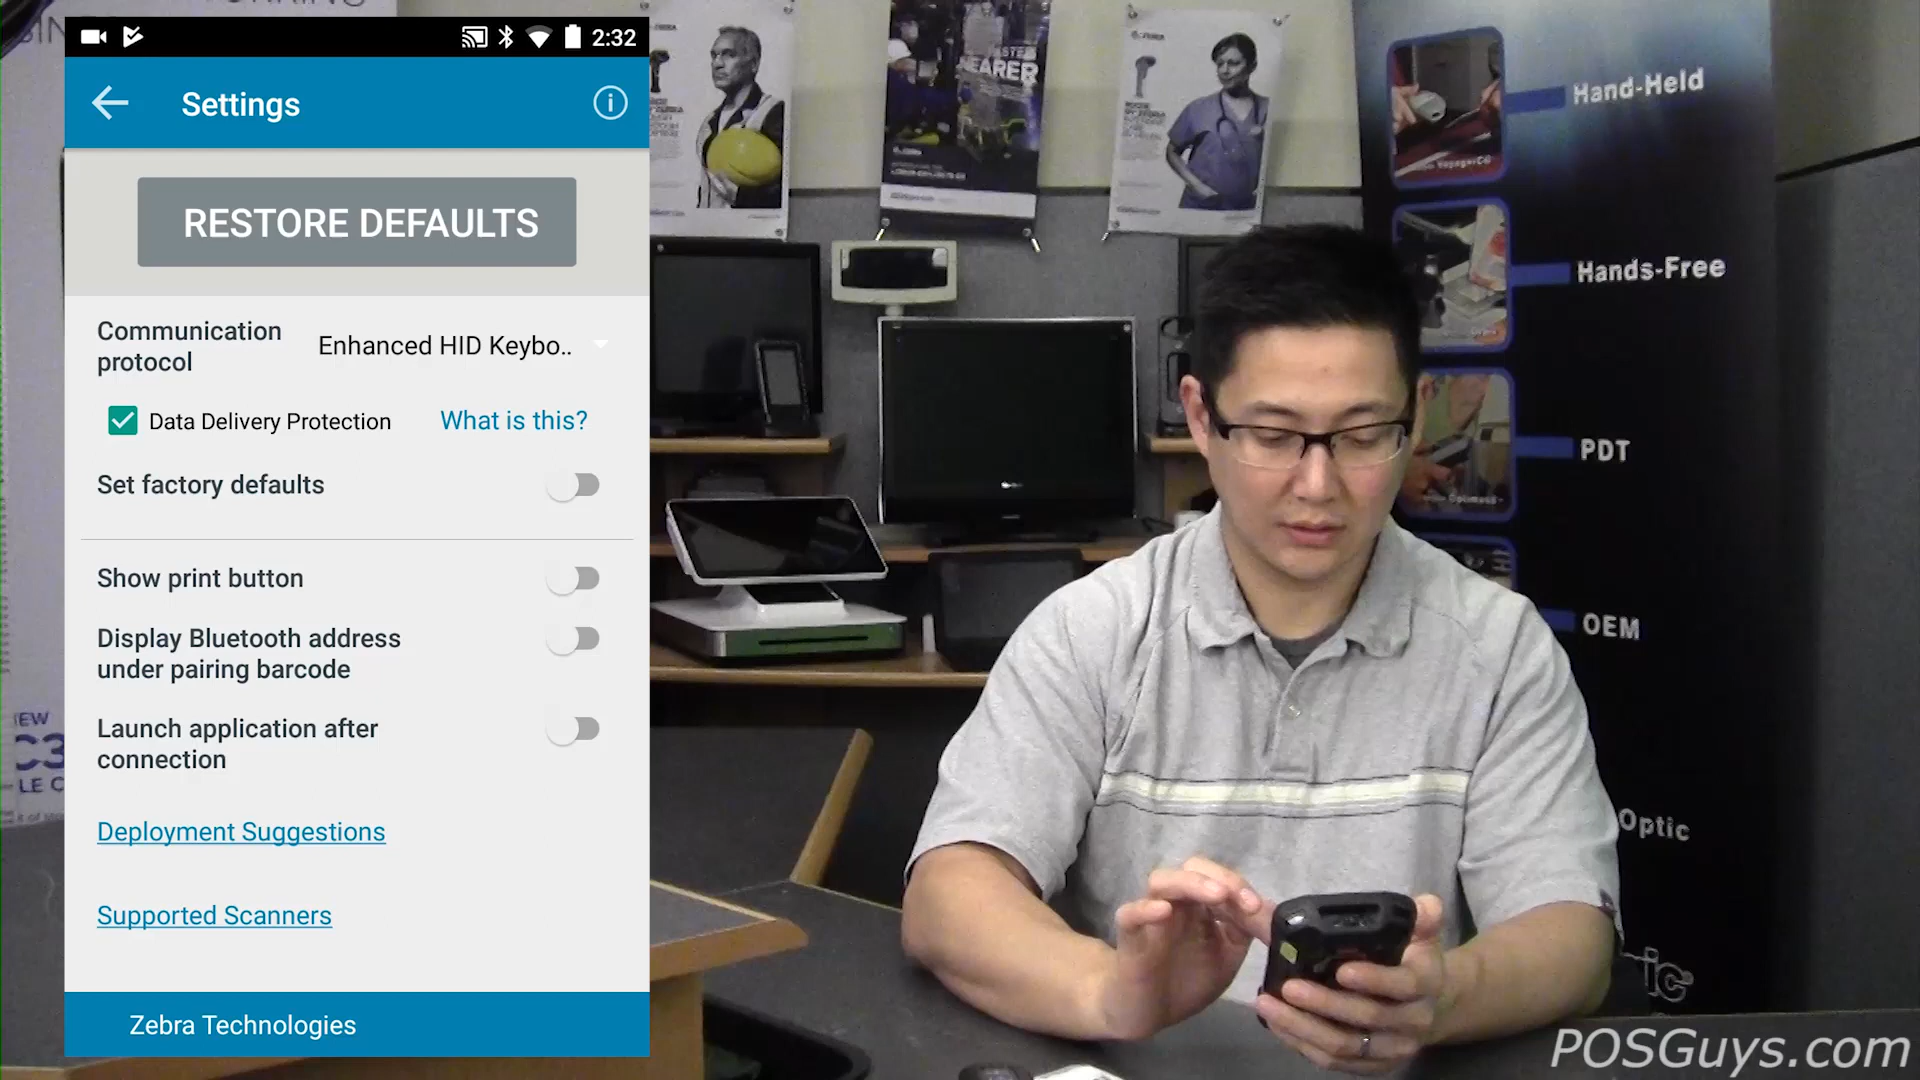 2:32
Settings
RESTORE DEFAULTS
Communication
protocol
Enhanced HID Keybo..
Data Delivery Protection
What is this?
Set factory defaults
Show print button
Display Bluetooth address
under pairing barcode
Launch application after
connection
Deployment Suggestions
Supported Scanners
Zebra Technologies
NEARER
Hand-Held
Hands-Free
PDT
OEM
Optic
POSGuys.com